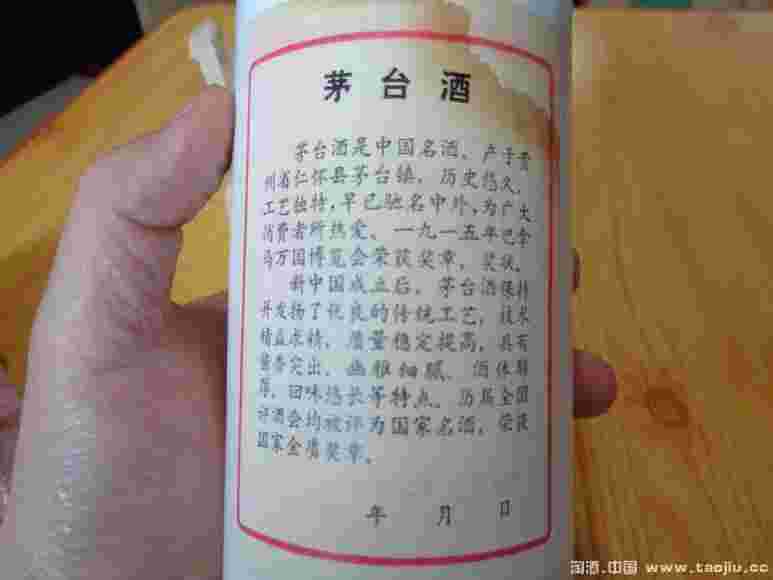 茅台酒
茅台酒是中国名酒、产于贵
州省仁怀县茅台镇，历史悠久，
工艺独特，早已驰名中外，为广大
消费者所热爱、一九一五年巴拿
马万国博览会荣获奖章，奖状。
新中国成立后，茅台酒保持
并发扬了优良的传统工艺，技术
精益求精，质量稳定提高，具有
酱香突出、幽雅细腻、酒体醇
厚、回味悠长等特点。历届全国
评酒会均被评为国家名酒，荣获
国家金质奖章。
年 月 日
淘酒.中国 www.taojiu.cc